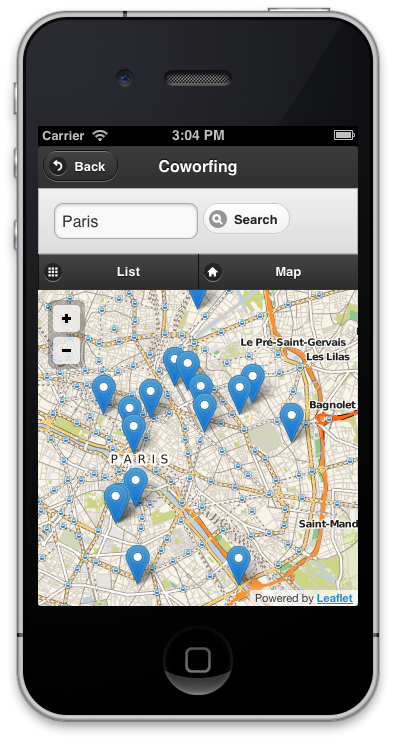 Carrier 3:04 PM
Back Coworfing
Paris Search
List Map
+
Le Pré-Saint-Gervais
Les Lilas
−
Bagnolet
PARIS
Saint-Mand
Powered by Leaflet